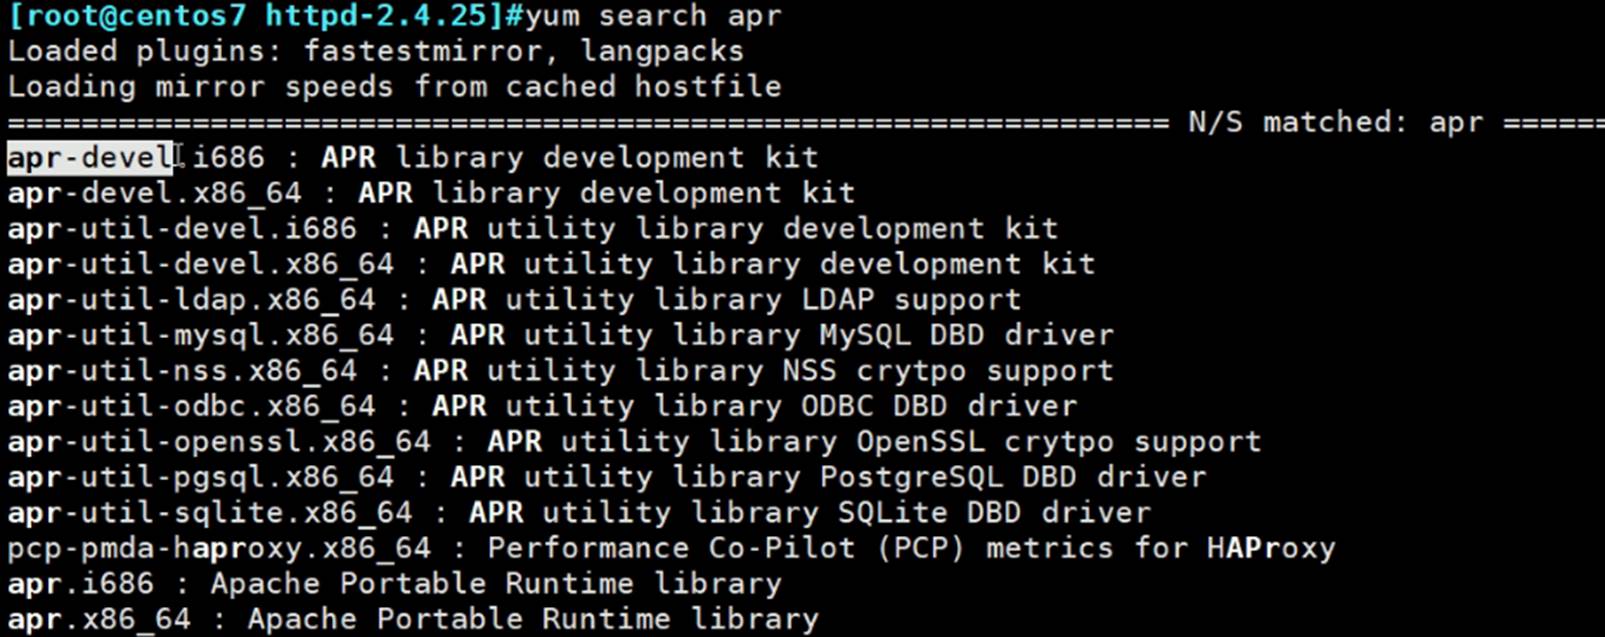 [root@centos7 httpd-2.4.25]#yum search apr
Loaded plugins: fastestmirror, langpacks
Loading mirror speeds from cached hostfile
=============================================================== N/S matched: apr ======
apr-devel.i686 : APR library development kit
apr-devel.x86_64 : APR library development kit
apr-util-devel.i686 : APR utility library development kit
apr-util-devel.x86_64 : APR utility library development kit
apr-util-ldap.x86_64 : APR utility library LDAP support
apr-util-mysql.x86_64 : APR utility library MySQL DBD driver
apr-util-nss.x86_64 : APR utility library NSS crytpo support
apr-util-odbc.x86_64 : APR utility library ODBC DBD driver
apr-util-openssl.x86_64 : APR utility library OpenSSL crytpo support
apr-util-pgsql.x86_64 : APR utility library PostgreSQL DBD driver
apr-util-sqlite.x86_64 : APR utility library SQLite DBD driver
pcp-pmda-haproxy.x86_64 : Performance Co-Pilot (PCP) metrics for HAProxy
apr.i686 : Apache Portable Runtime library
apr.x86_64 : Apache Portable Runtime library